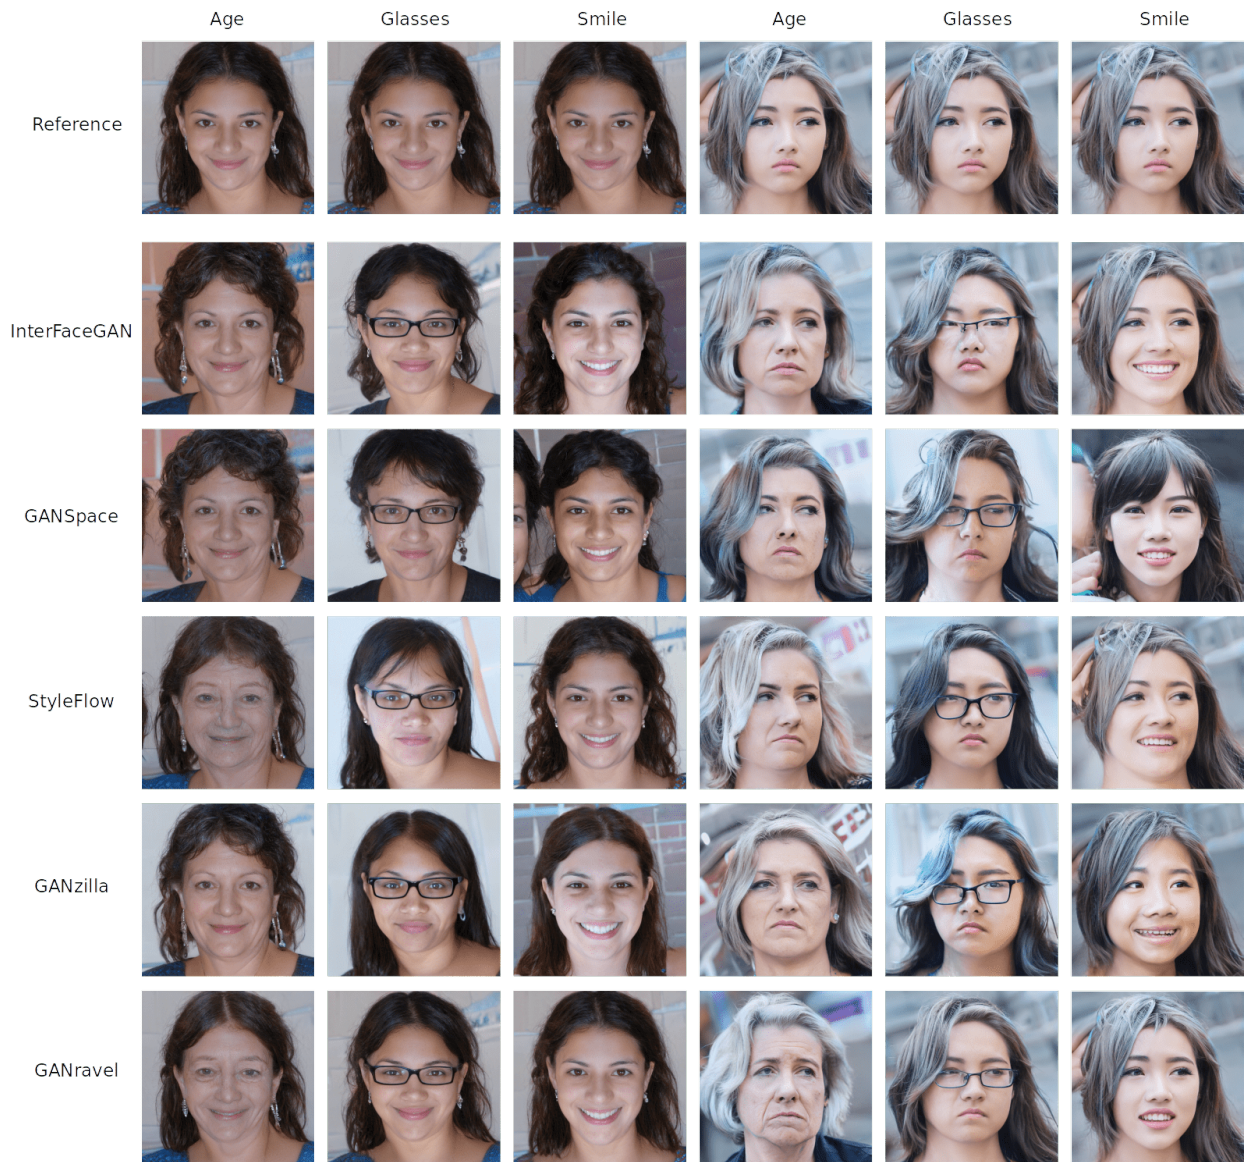 Age Glasses Smile Age Glasses Smile
Reference
InterFaceGAN
GANSpace
StyleFlow
GANzilla
GANravel